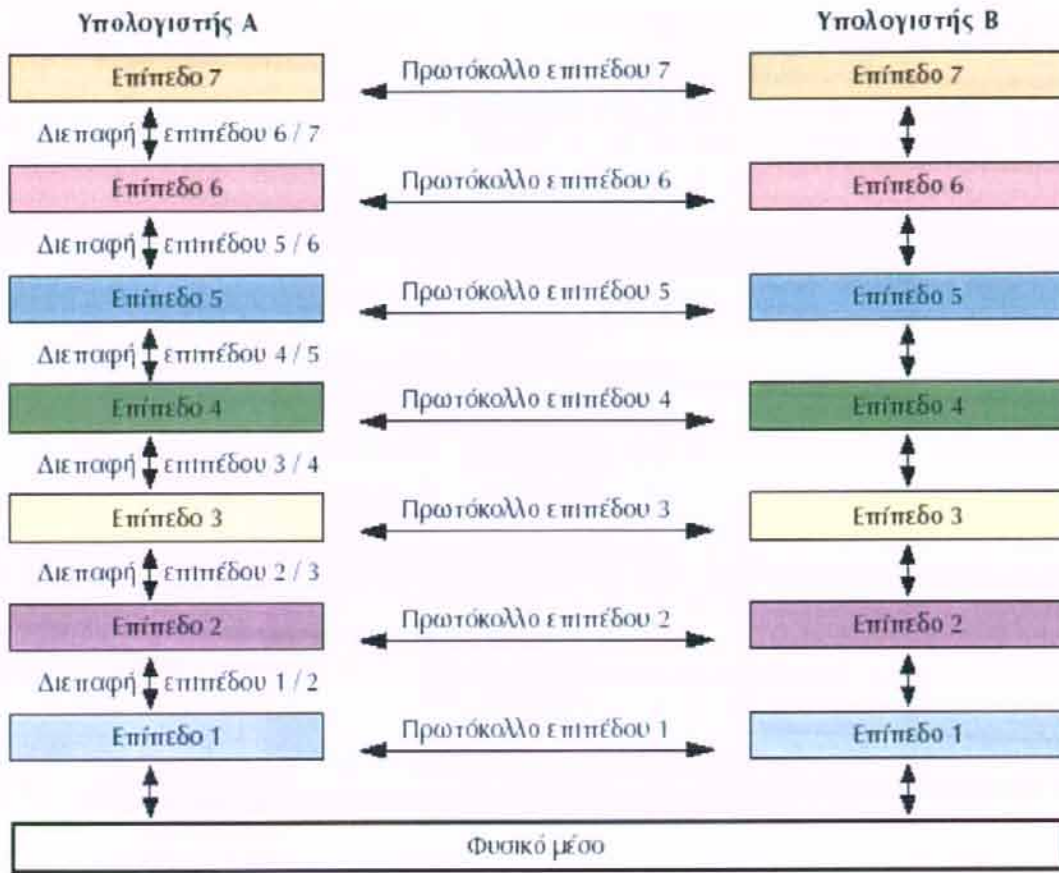 Υπολογιστής Α Υπολογιστής Β
Επίπεδο 7 Πρωτόκολλο επιπέδου 7 Επίπεδο 7
Διεπαφή επιπέδου 6 / 7
Επίπεδο 6 Πρωτόκολλο επιπέδου 6 Επίπεδο 6
Διεπαφή επιπέδου 5 / 6
Επίπεδο 5 Πρωτόκολλο επιπέδου 5 Επίπεδο 5
Διεπαφή επιπέδου 4 / 5
Επίπεδο 4 Πρωτόκολλο επιπέδου 4 Επίπεδο 4
Διεπαφή επιπέδου 3 / 4
Επίπεδο 3 Πρωτόκολλο επιπέδου 3 Επίπεδο 3
Διεπαφή επιπέδου 2 / 3
Επίπεδο 2 Πρωτόκολλο επιπέδου 2 Επίπεδο 2
Διεπαφή επιπέδου 1 / 2
Επίπεδο 1 Πρωτόκολλο επιπέδου 1 Επίπεδο 1
Φυσικό μέσο